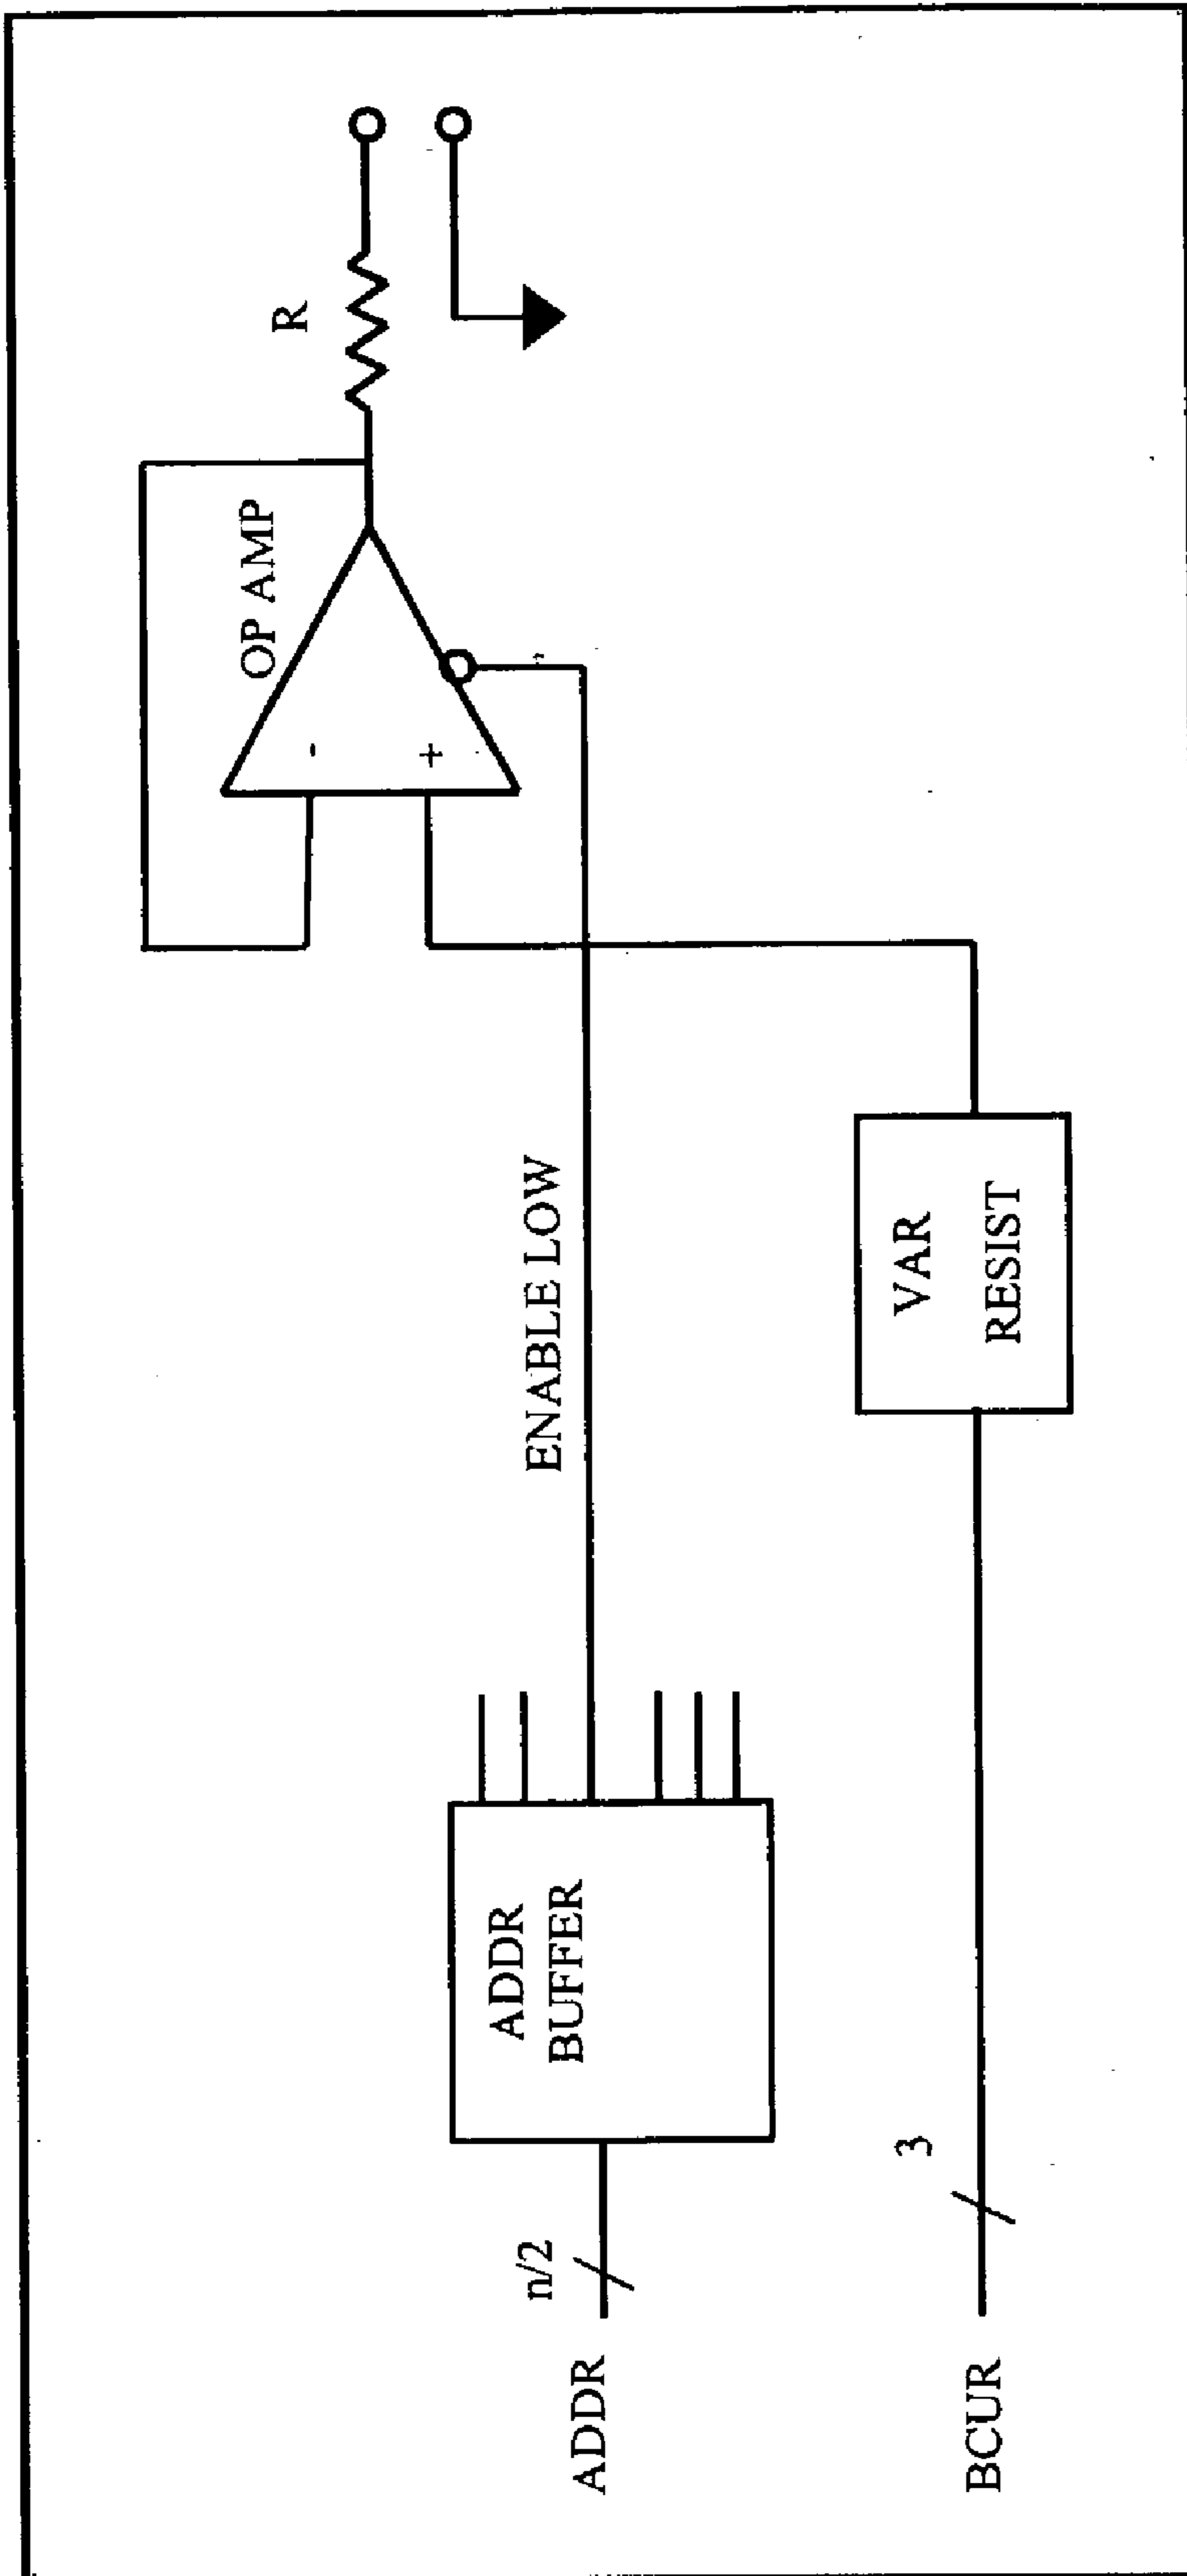 R
OP AMP
-
+
ENABLE LOW
VAR
RESIST
ADDR
BUFFER
n/2
3
ADDR
BCUR